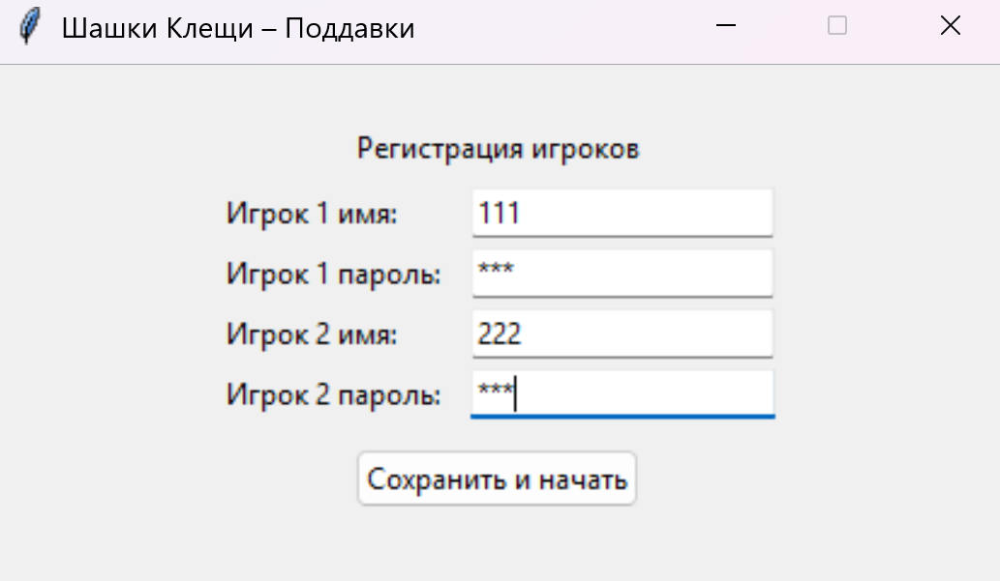 Шашки Клещи – Поддавки
Регистрация игроков
Игрок 1 имя: 111
Игрок 1 пароль: ***
Игрок 2 имя: 222
Игрок 2 пароль: ***
Сохранить и начать